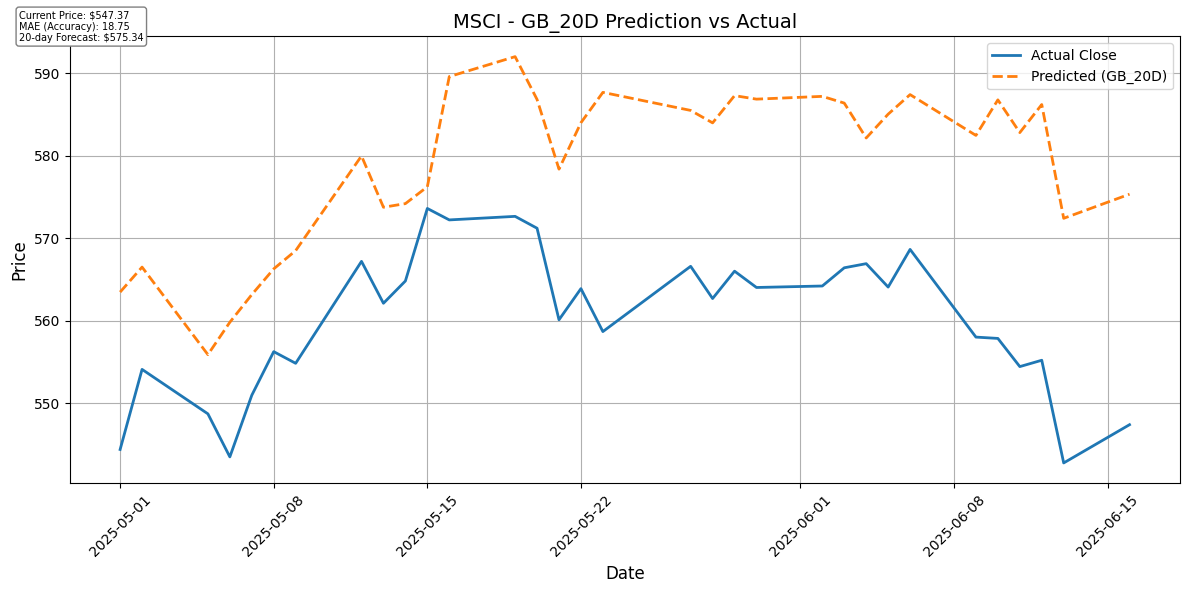 MSCI - GB_20D Prediction vs Actual
Current Price: $547.37
MAE (Accuracy): 18.75
20-day Forecast: $575.34
Actual Close
Predicted (GB_20D)
Price
590
580
570
560
550
2025-05-01
2025-05-08
2025-05-15
2025-05-22
2025-06-01
2025-06-08
2025-06-15
Date